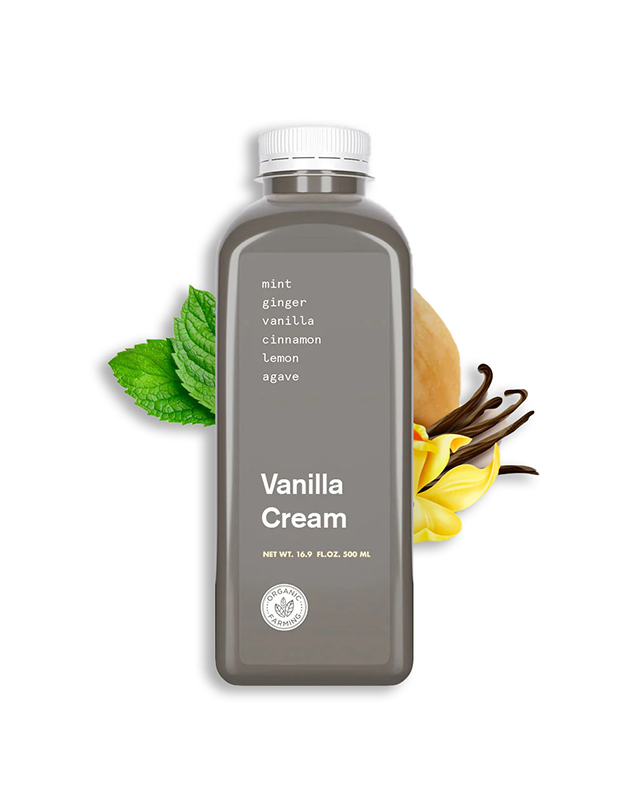 mint
ginger
vanilla
cinnamon
lemon
agave
Vanilla
Cream
NET WT. 16.9 FL.OZ. 500 ML
ORGANIC
FARMING